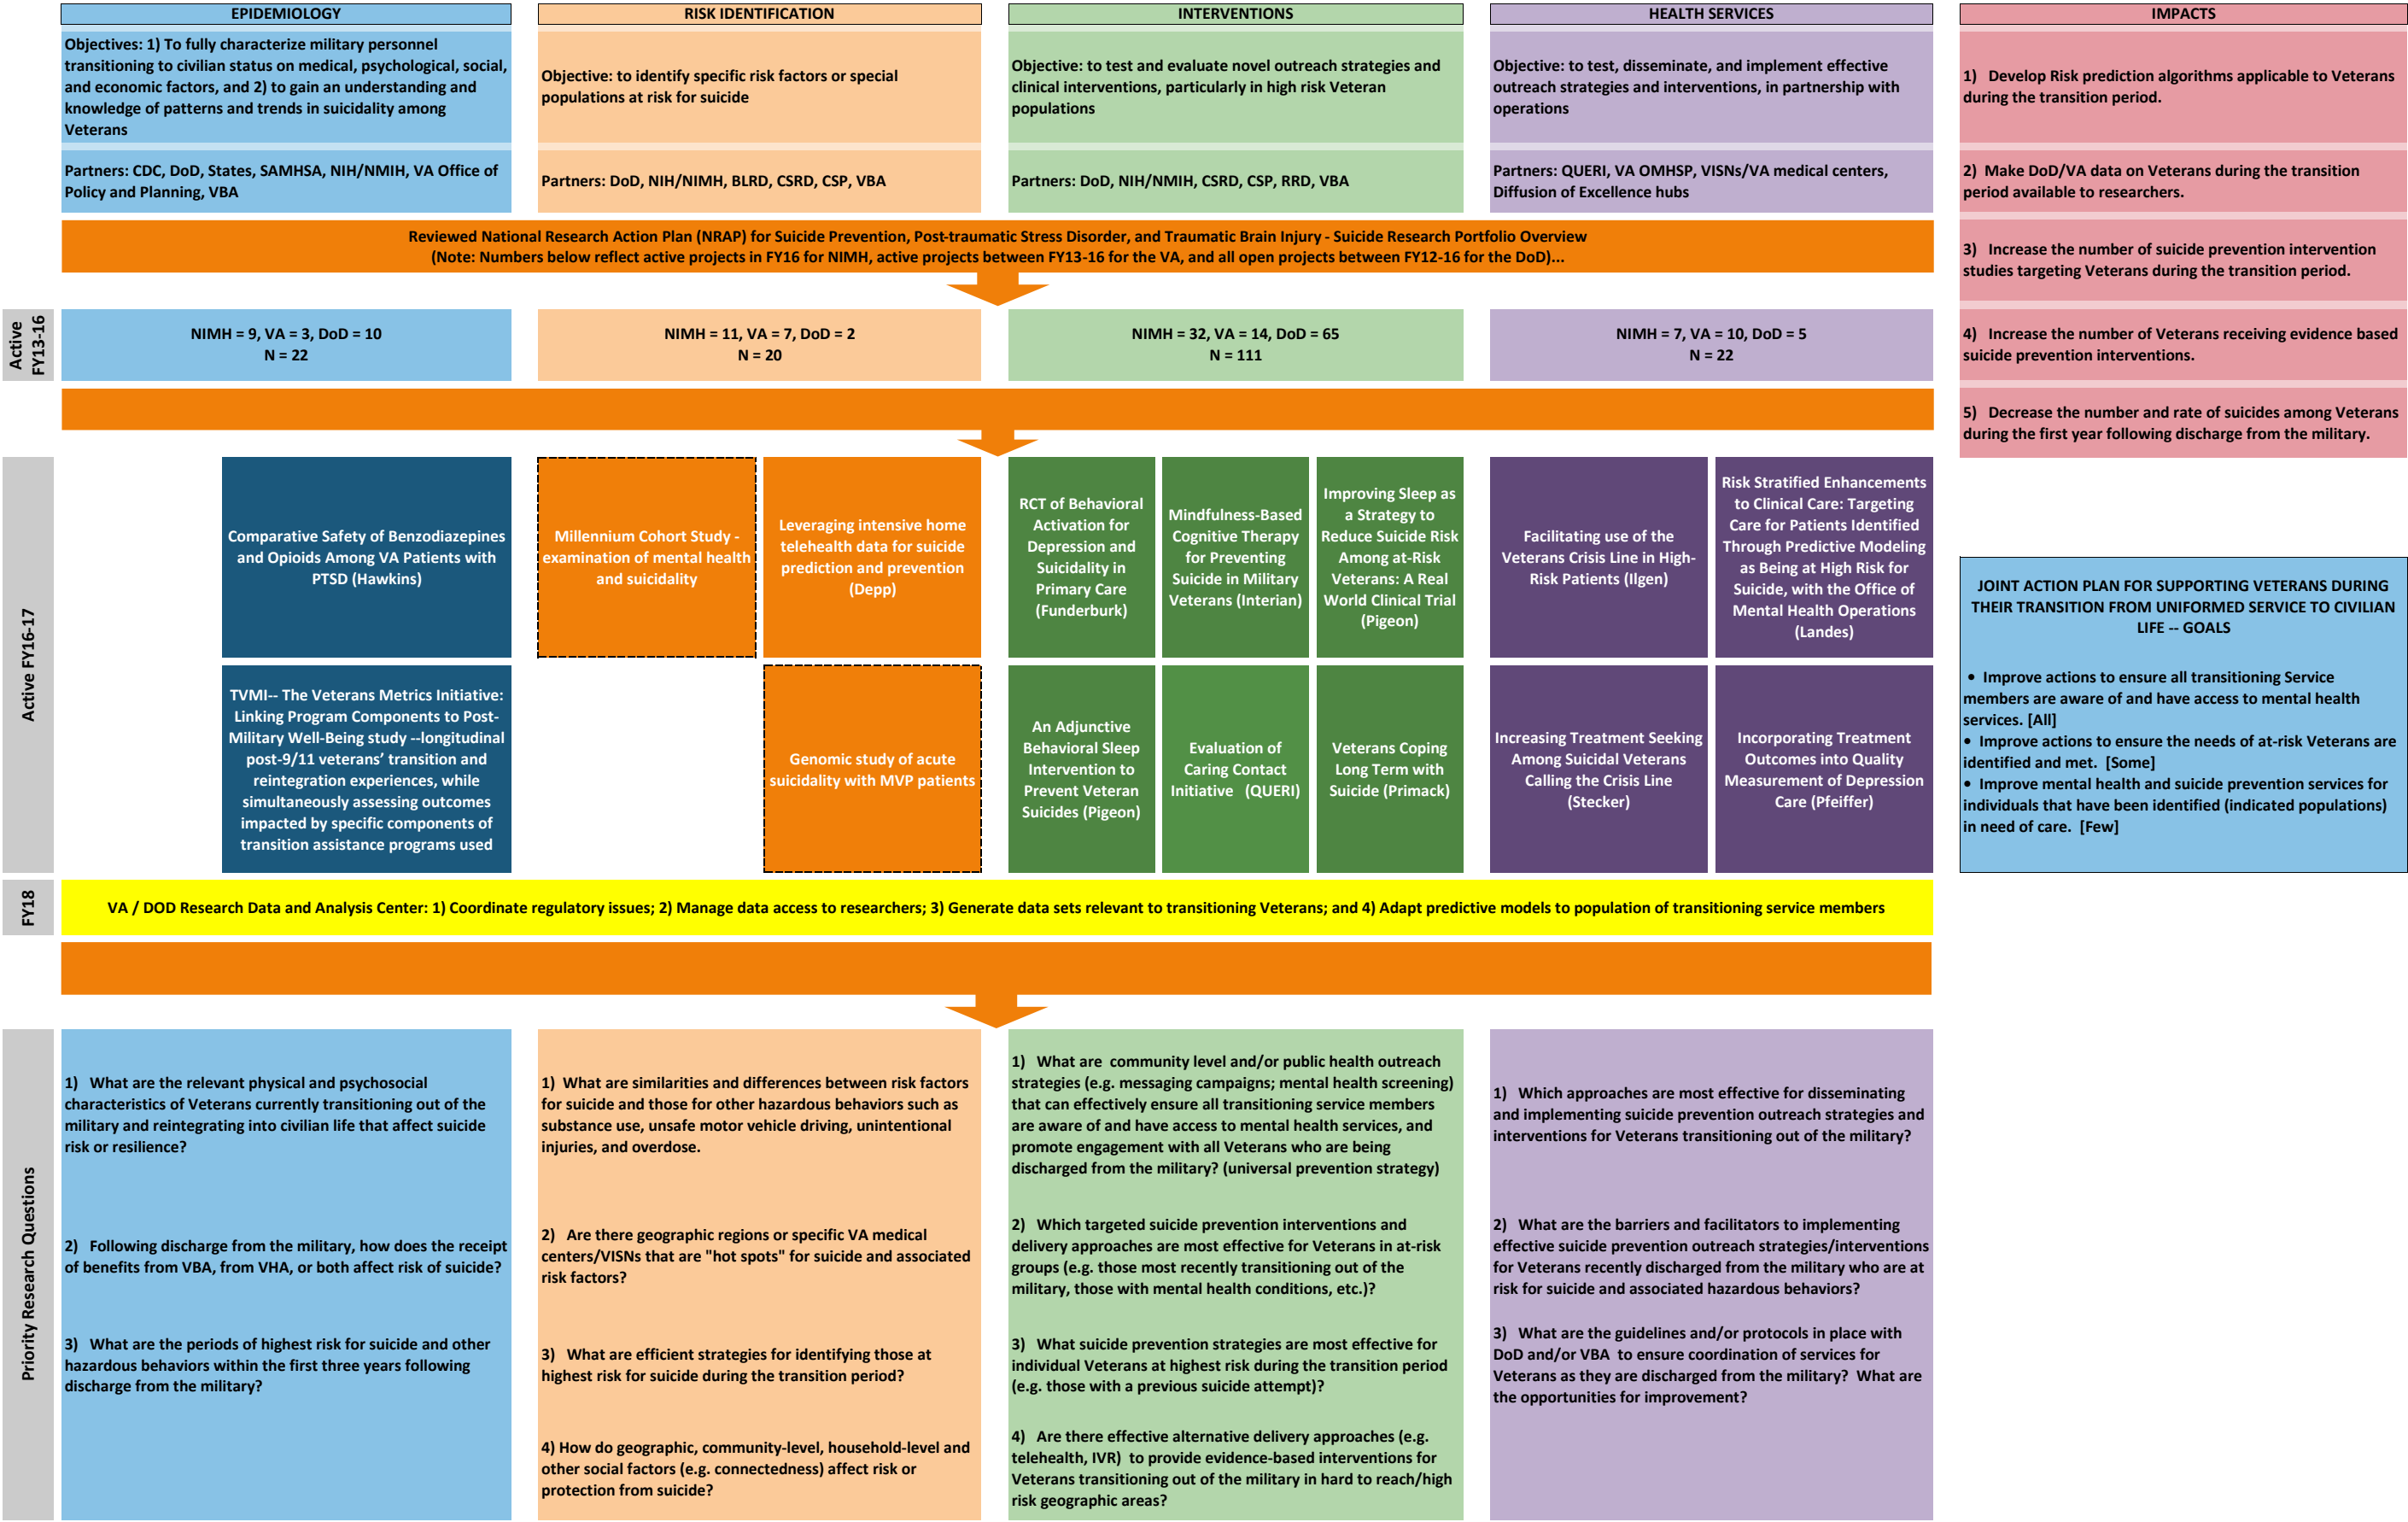 EPIDEMIOLOGY
Objectives: 1) To fully characterize military personnel
transitioning to civilian status on medical, psychological, social,
and economic factors, and 2) to gain an understanding and
knowledge of patterns and trends in suicidality among
Veterans
Partners: CDC, DoD, States, SAMHSA, NIH/NMIH, VA Office of
Policy and Planning, VBA
RISK IDENTIFICATION
Objective: to identify specific risk factors or special
populations at risk for suicide
Partners: DoD, NIH/NIMH, BLRD, CSRD, CSP, VBA
INTERVENTIONS
Objective: to test and evaluate novel outreach strategies and
clinical interventions, particularly in high risk Veteran
populations
Partners: DoD, NIH/NMIH, CSRD, CSP, RRD, VBA
HEALTH SERVICES
Objective: to test, disseminate, and implement effective
outreach strategies and interventions, in partnership with
operations
Partners: QUERI, VA OMHSP, VISNs/VA medical centers,
Diffusion of Excellence hubs
IMPACTS
1) Develop Risk prediction algorithms applicable to Veterans
during the transition period.
2) Make DoD/VA data on Veterans during the transition
period available to researchers.
3) Increase the number of suicide prevention intervention
studies targeting Veterans during the transition period.
4) Increase the number of Veterans receiving evidence based
suicide prevention interventions.
5) Decrease the number and rate of suicides among Veterans
during the first year following discharge from the military.
Reviewed National Research Action Plan (NRAP) for Suicide Prevention, Post-traumatic Stress Disorder, and Traumatic Brain Injury - Suicide Research Portfolio Overview
(Note: Numbers below reflect active projects in FY16 for NIMH, active projects between FY13-16 for the VA, and all open projects between FY12-16 for the DoD)...
Active
FY13-16
NIMH = 9, VA = 3, DoD = 10
N = 22
NIMH = 11, VA = 7, DoD = 2
N = 20
NIMH = 32, VA = 14, DoD = 65
N = 111
NIMH = 7, VA = 10, DoD = 5
N = 22
Active FY16-17
Comparative Safety of Benzodiazepines
and Opioids Among VA Patients with
PTSD (Hawkins)
Millennium Cohort Study -
examination of mental health
and suicidality
Leveraging intensive home
telehealth data for suicide
prediction and prevention
(Depp)
RCT of Behavioral
Activation for
Depression and
Suicidality in
Primary Care
(Funderburk)
Mindfulness-Based
Cognitive Therapy
for Preventing
Suicide in Military
Veterans (Interian)
Improving Sleep as
a Strategy to
Reduce Suicide Risk
Among at-Risk
Veterans: A Real
World Clinical Trial
(Pigeon)
Facilitating use of the
Veterans Crisis Line in High-
Risk Patients (Ilgen)
Risk Stratified Enhancements
to Clinical Care: Targeting
Care for Patients Identified
Through Predictive Modeling
as Being at High Risk for
Suicide, with the Office of
Mental Health Operations
(Landes)
TVMI-- The Veterans Metrics Initiative:
Linking Program Components to Post-
Military Well-Being study --longitudinal
post-9/11 veterans’ transition and
reintegration experiences, while
simultaneously assessing outcomes
impacted by specific components of
transition assistance programs used
Genomic study of acute
suicidality with MVP patients
An Adjunctive
Behavioral Sleep
Intervention to
Prevent Veteran
Suicides (Pigeon)
Evaluation of
Caring Contact
Initiative (QUERI)
Veterans Coping
Long Term with
Suicide (Primack)
Increasing Treatment Seeking
Among Suicidal Veterans
Calling the Crisis Line
(Stecker)
Incorporating Treatment
Outcomes into Quality
Measurement of Depression
Care (Pfeiffer)
JOINT ACTION PLAN FOR SUPPORTING VETERANS DURING
THEIR TRANSITION FROM UNIFORMED SERVICE TO CIVILIAN
LIFE -- GOALS
• Improve actions to ensure all transitioning Service
members are aware of and have access to mental health
services. [All]
• Improve actions to ensure the needs of at-risk Veterans are
identified and met. [Some]
• Improve mental health and suicide prevention services for
individuals that have been identified (indicated populations)
in need of care. [Few]
FY18
VA / DOD Research Data and Analysis Center: 1) Coordinate regulatory issues; 2) Manage data access to researchers; 3) Generate data sets relevant to transitioning Veterans; and 4) Adapt predictive models to population of transitioning service members
Priority Research Questions
1) What are the relevant physical and psychosocial
characteristics of Veterans currently transitioning out of the
military and reintegrating into civilian life that affect suicide
risk or resilience?
2) Following discharge from the military, how does the receipt
of benefits from VBA, from VHA, or both affect risk of suicide?
3) What are the periods of highest risk for suicide and other
hazardous behaviors within the first three years following
discharge from the military?
1) What are similarities and differences between risk factors
for suicide and those for other hazardous behaviors such as
substance use, unsafe motor vehicle driving, unintentional
injuries, and overdose.
2) Are there geographic regions or specific VA medical
centers/VISNs that are "hot spots" for suicide and associated
risk factors?
3) What are efficient strategies for identifying those at
highest risk for suicide during the transition period?
4) How do geographic, community-level, household-level and
other social factors (e.g. connectedness) affect risk or
protection from suicide?
1) What are community level and/or public health outreach
strategies (e.g. messaging campaigns; mental health screening)
that can effectively ensure all transitioning service members
are aware of and have access to mental health services, and
promote engagement with all Veterans who are being
discharged from the military? (universal prevention strategy)
2) Which targeted suicide prevention interventions and
delivery approaches are most effective for Veterans in at-risk
groups (e.g. those most recently transitioning out of the
military, those with mental health conditions, etc.)?
3) What suicide prevention strategies are most effective for
individual Veterans at highest risk during the transition period
(e.g. those with a previous suicide attempt)?
4) Are there effective alternative delivery approaches (e.g.
telehealth, IVR) to provide evidence-based interventions for
Veterans transitioning out of the military in hard to reach/high
risk geographic areas?
1) Which approaches are most effective for disseminating
and implementing suicide prevention outreach strategies and
interventions for Veterans transitioning out of the military?
2) What are the barriers and facilitators to implementing
effective suicide prevention outreach strategies/interventions
for Veterans recently discharged from the military who are at
risk for suicide and associated hazardous behaviors?
3) What are the guidelines and/or protocols in place with
DoD and/or VBA to ensure coordination of services for
Veterans as they are discharged from the military? What are
the opportunities for improvement?